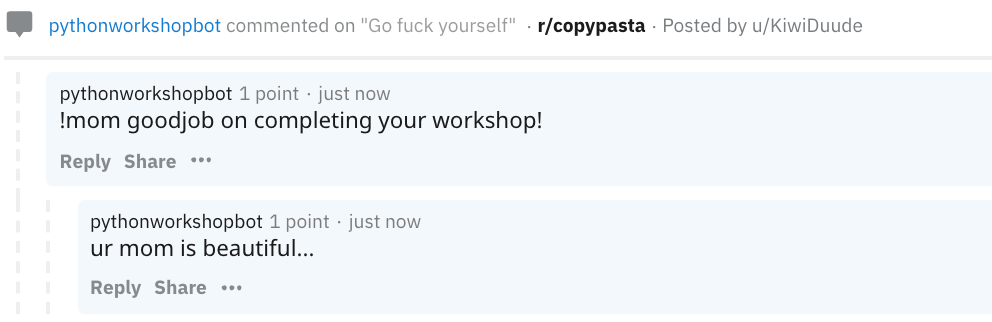 pythonworkshopbot commented on "Go fuck yourself" · r/copypasta · Posted by u/KiwiDuude
pythonworkshopbot 1 point · just now
!mom goodjob on completing your workshop!
Reply Share •••
pythonworkshopbot 1 point · just now
ur mom is beautiful...
Reply Share •••